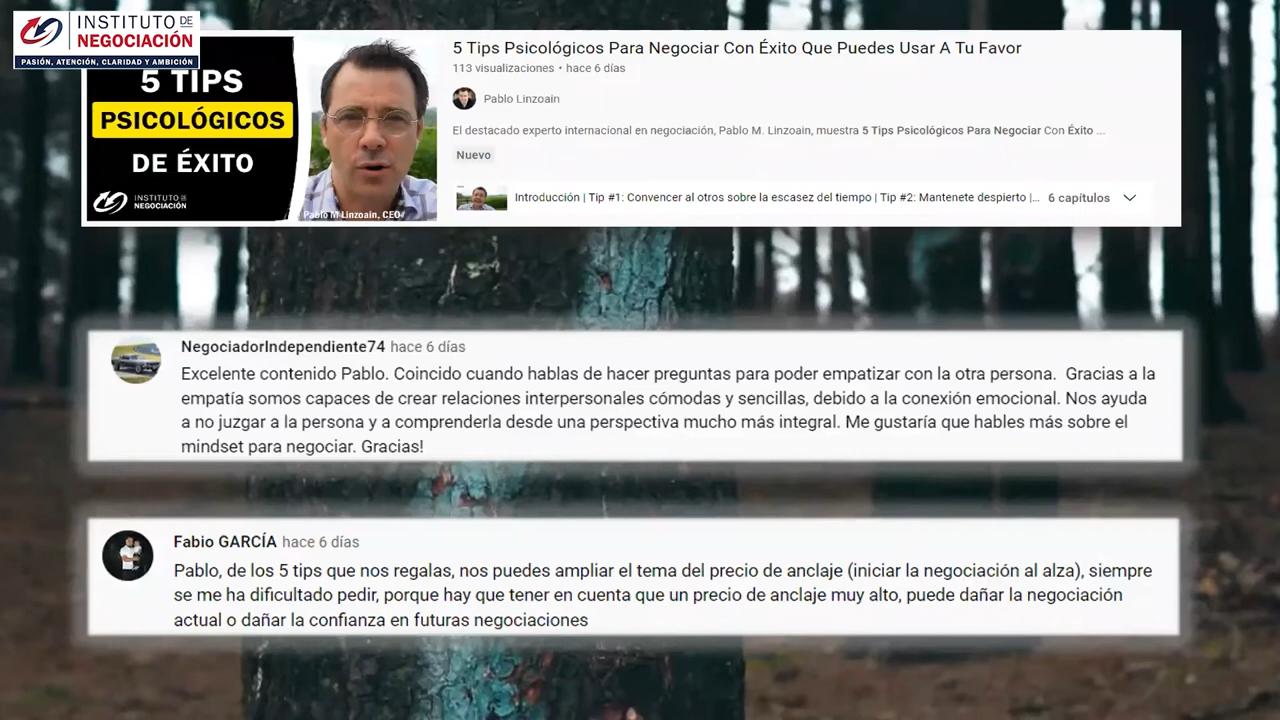 INSTITUTO DE
NEGOCIACIÓN
PASIÓN, ATENCIÓN, CLARIDAD Y AMBICIÓN
5 TIPS
PSICOLÓGICOS
DE ÉXITO
INSTITUTO DE
NEGOCIACIÓN
Pablo M Linzoain, CEO
5 Tips Psicológicos Para Negociar Con Éxito Que Puedes Usar A Tu Favor
113 visualizaciones • hace 6 días
Pablo Linzoain
El destacado experto internacional en negociación, Pablo M. Linzoain, muestra 5 Tips Psicológicos Para Negociar Con Éxito ...
Nuevo
Introducción | Tip #1: Convencer al otros sobre la escasez del tiempo | Tip #2: Mantenete despierto |... 6 capítulos
NegociadorIndependiente74 hace 6 días
Excelente contenido Pablo. Coincido cuando hablas de hacer preguntas para poder empatizar con la otra persona. Gracias a la
empatía somos capaces de crear relaciones interpersonales cómodas y sencillas, debido a la conexión emocional. Nos ayuda
a no juzgar a la persona y a comprenderla desde una perspectiva mucho más integral. Me gustaría que hables más sobre el
mindset para negociar. Gracias!
Fabio GARCÍA hace 6 días
Pablo, de los 5 tips que nos regalas, nos puedes ampliar el tema del precio de anclaje (iniciar la negociación al alza), siempre
se me ha dificultado pedir, porque hay que tener en cuenta que un precio de anclaje muy alto, puede dañar la negociación
actual o dañar la confianza en futuras negociaciones